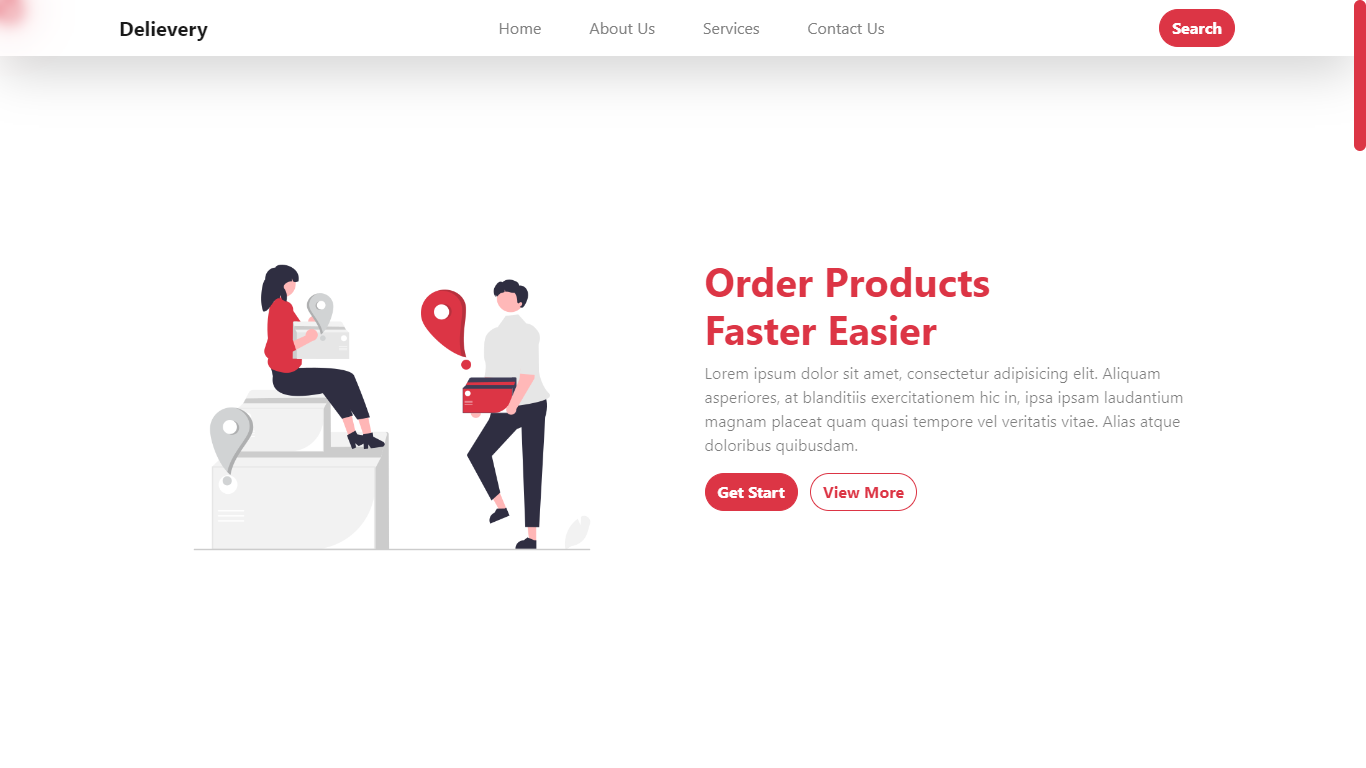 Delievery
Home
About Us
Services
Contact Us
Search
Order Products
Faster Easier
Lorem ipsum dolor sit amet, consectetur adipisicing elit. Aliquam
asperiores, at blanditiis exercitationem hic in, ipsa ipsam laudantium
magnam placeat quam quasi tempore vel veritatis vitae. Alias atque
doloribus quibusdam.
Get Start
View More